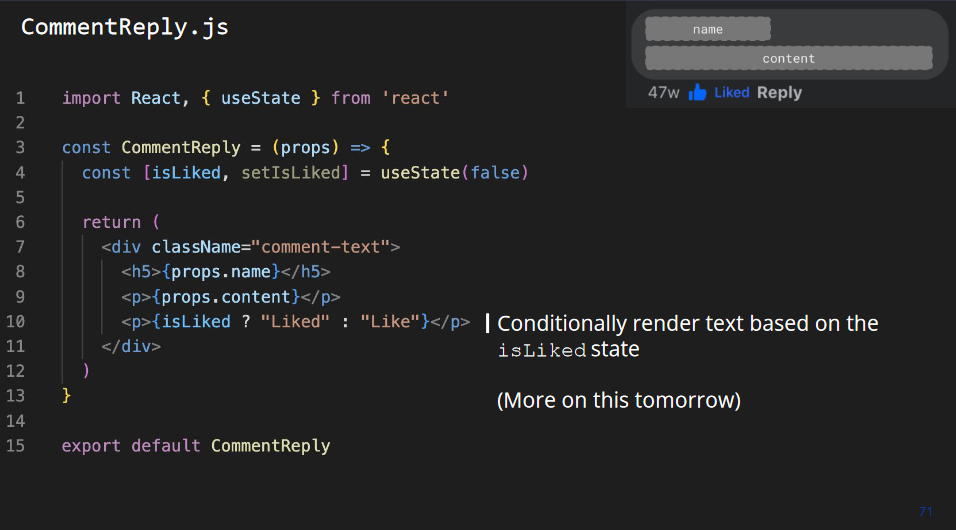 CommentReply.js
name
content
47w Liked Reply
1 import React, { useState } from 'react'
2
3 const CommentReply = (props) => {
4 const [isLiked, setIsLiked] = useState(false)
5
6 return (
7 <div className="comment-text">
8 <h5>{props.name}</h5>
9 <p>{props.content}</p>
10 <p>{isLiked ? "Liked" : "Like"}</p>
Conditionally render text based on the
isLiked state
(More on this tomorrow)
11 </div>
12 )
13 }
14
15 export default CommentReply
71